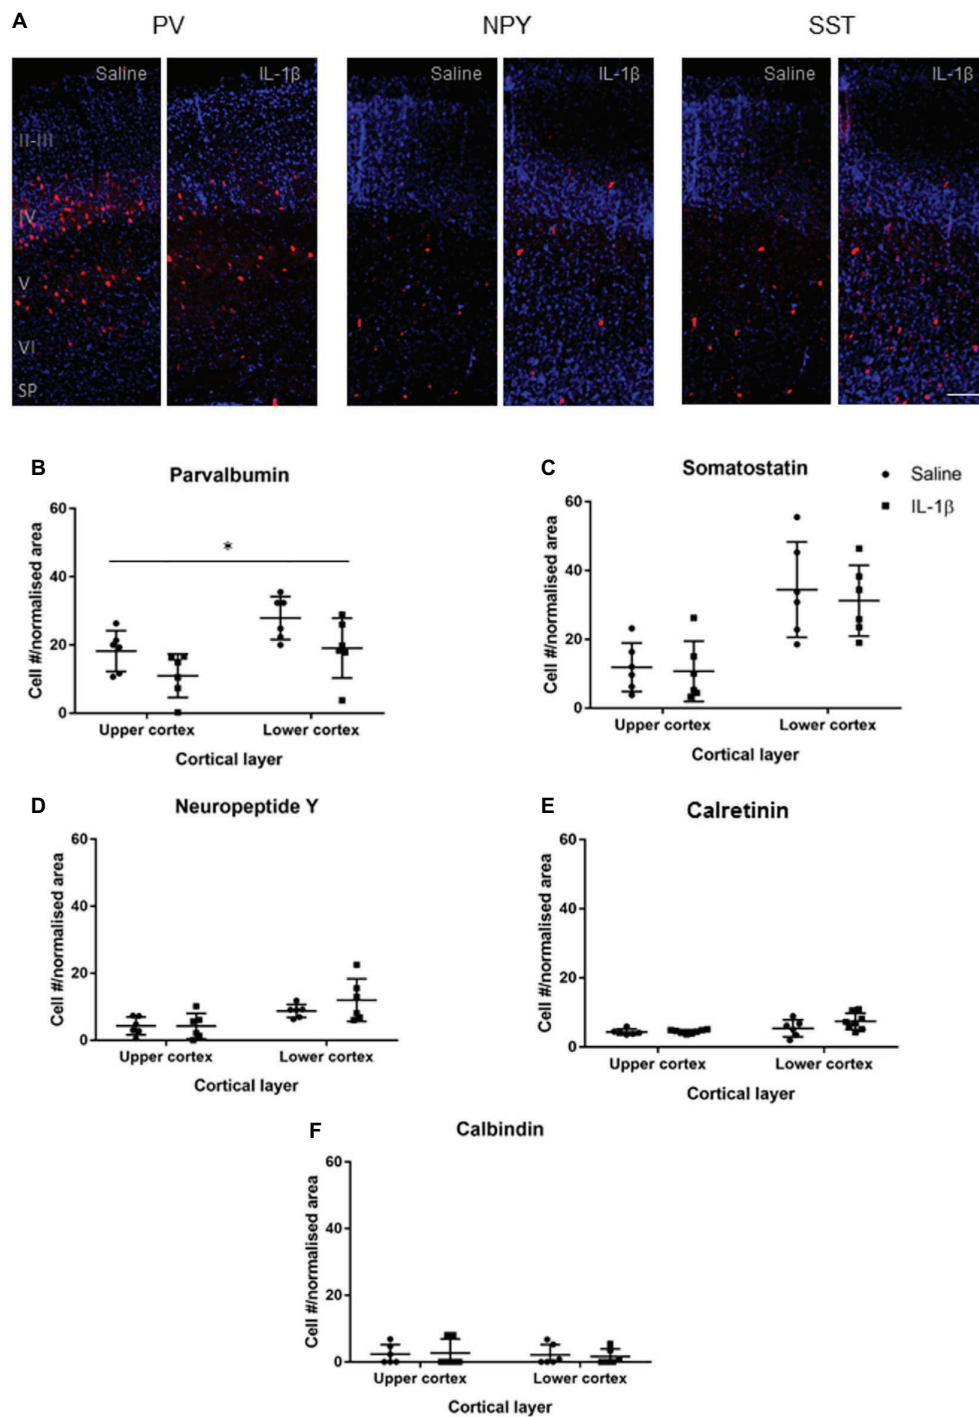 A
PV NPY SST
Saline IL-1β Saline IL-1β Saline IL-1β
II-III
IV
V
VI
SP
B
Parvalbumin
Cell #/normalised area
60
40
20
0
*
Upper cortex Lower cortex
Cortical layer
C
Somatostatin
Saline
IL-1β
Cell #/normalised area
60
40
20
0
Upper cortex Lower cortex
Cortical layer
D
Neuropeptide Y
Cell #/normalised area
60
40
20
0
Upper cortex Lower cortex
Cortical layer
E
Calretinin
Cell #/normalised area
60
40
20
0
Upper cortex Lower cortex
Cortical layer
F
Calbindin
Cell #/normalised area
60
40
20
0
Upper cortex Lower cortex
Cortical layer